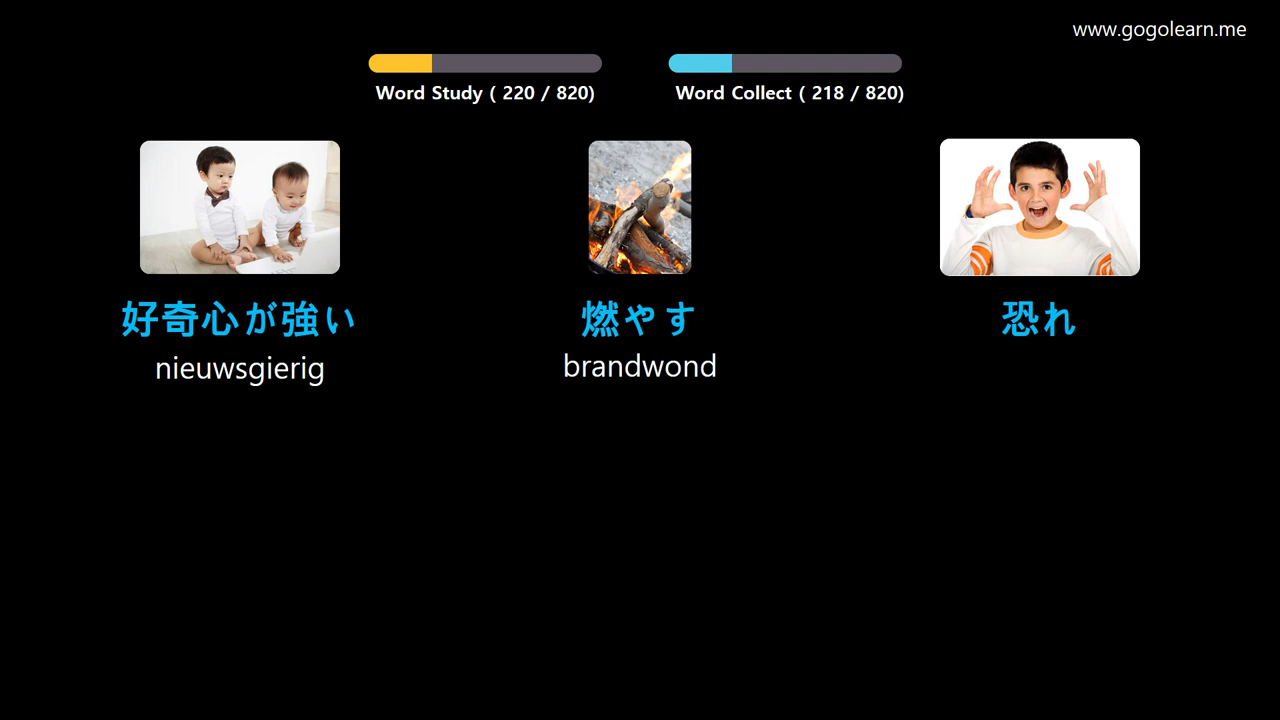 www.gogolearn.me
Word Study ( 220 / 820)
Word Collect ( 218 / 820)
好奇心が強い
燃やす
恐れ
nieuwsgierig
brandwond